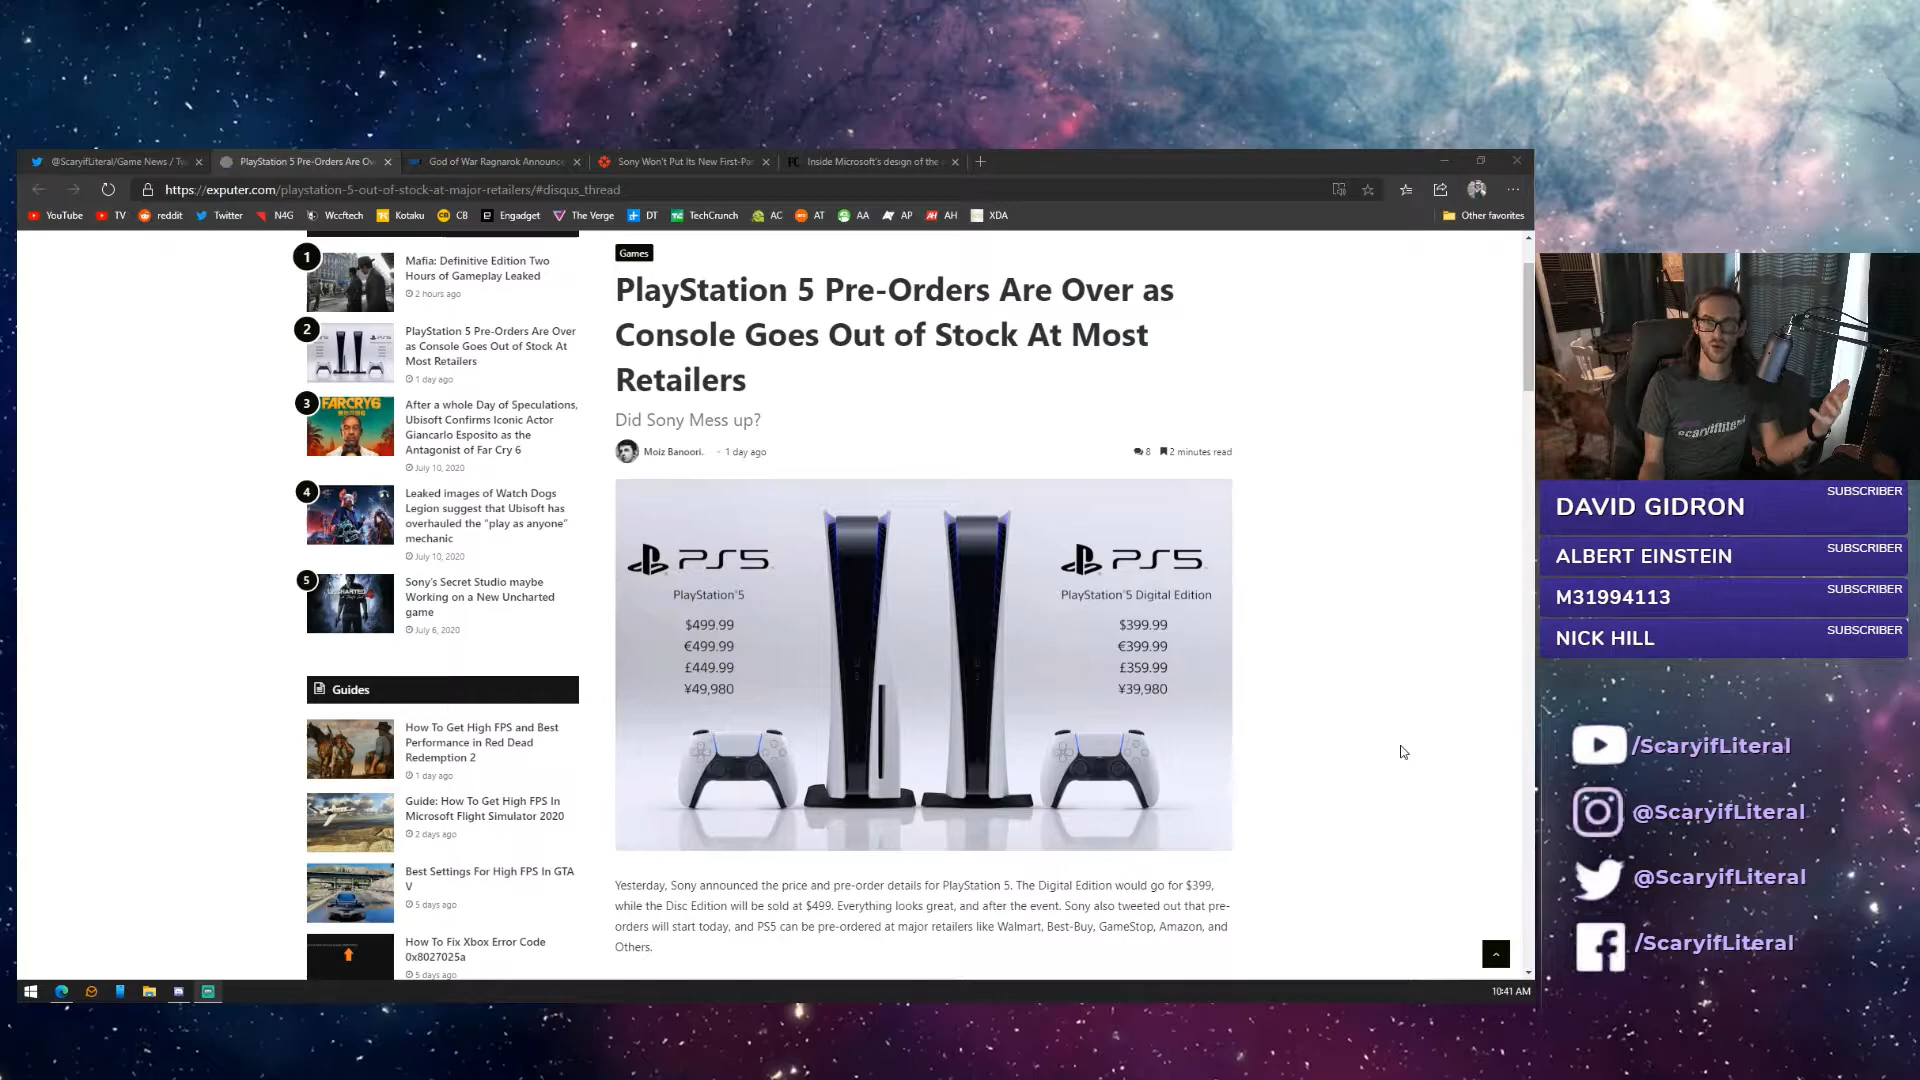 @ScaryifLiteral/Game News / Tw
PlayStation 5 Pre-Orders Are Ov
God of War Ragnarok Announce
Sony Won't Put Its New First-Par
Inside Microsoft's design of the
https://exputer.com/playstation-5-out-of-stock-at-major-retailers/#disqus_thread
YouTube TV reddit Twitter N4G Wccftech Kotaku CB Engadget The Verge DT TechCrunch AC AT AA AP AH XDA Other favorites
1
Mafia: Definitive Edition Two
Hours of Gameplay Leaked
2 hours ago
2
PlayStation 5 Pre-Orders Are Over
as Console Goes Out of Stock At
Most Retailers
1 day ago
3
FARCRY6
After a whole Day of Speculations,
Ubisoft Confirms Iconic Actor
Giancarlo Esposito as the
Antagonist of Far Cry 6
July 10, 2020
4
Leaked images of Watch Dogs
Legion suggest that Ubisoft has
overhauled the "play as anyone"
mechanic
July 10, 2020
5
UNCHARTED
Sony's Secret Studio maybe
Working on a New Uncharted
game
July 6, 2020
Guides
How To Get High FPS and Best
Performance in Red Dead
Redemption 2
1 day ago
Guide: How To Get High FPS In
Microsoft Flight Simulator 2020
2 days ago
Best Settings For High FPS In GTA
V
5 days ago
How To Fix Xbox Error Code
0x8027025a
5 days ago
Games
PlayStation 5 Pre-Orders Are Over as
Console Goes Out of Stock At Most
Retailers
Did Sony Mess up?
Moiz Banoori. - 1 day ago
8 2 minutes read
PS5
PlayStation®5
$499.99
€499.99
£449.99
¥49,980
PS5
PlayStation®5 Digital Edition
$399.99
€399.99
£359.99
¥39,980
Yesterday, Sony announced the price and pre-order details for PlayStation 5. The Digital Edition would go for $399,
while the Disc Edition will be sold at $499. Everything looks great, and after the event. Sony also tweeted out that pre-
orders will start today, and PS5 can be pre-ordered at major retailers like Walmart, Best-Buy, GameStop, Amazon, and
Others.
10:41 AM
scaryifliteral
DAVID GIDRON SUBSCRIBER
ALBERT EINSTEIN SUBSCRIBER
M31994113 SUBSCRIBER
NICK HILL SUBSCRIBER
/ScaryifLiteral
@ScaryifLiteral
@ScaryifLiteral
/ScaryifLiteral